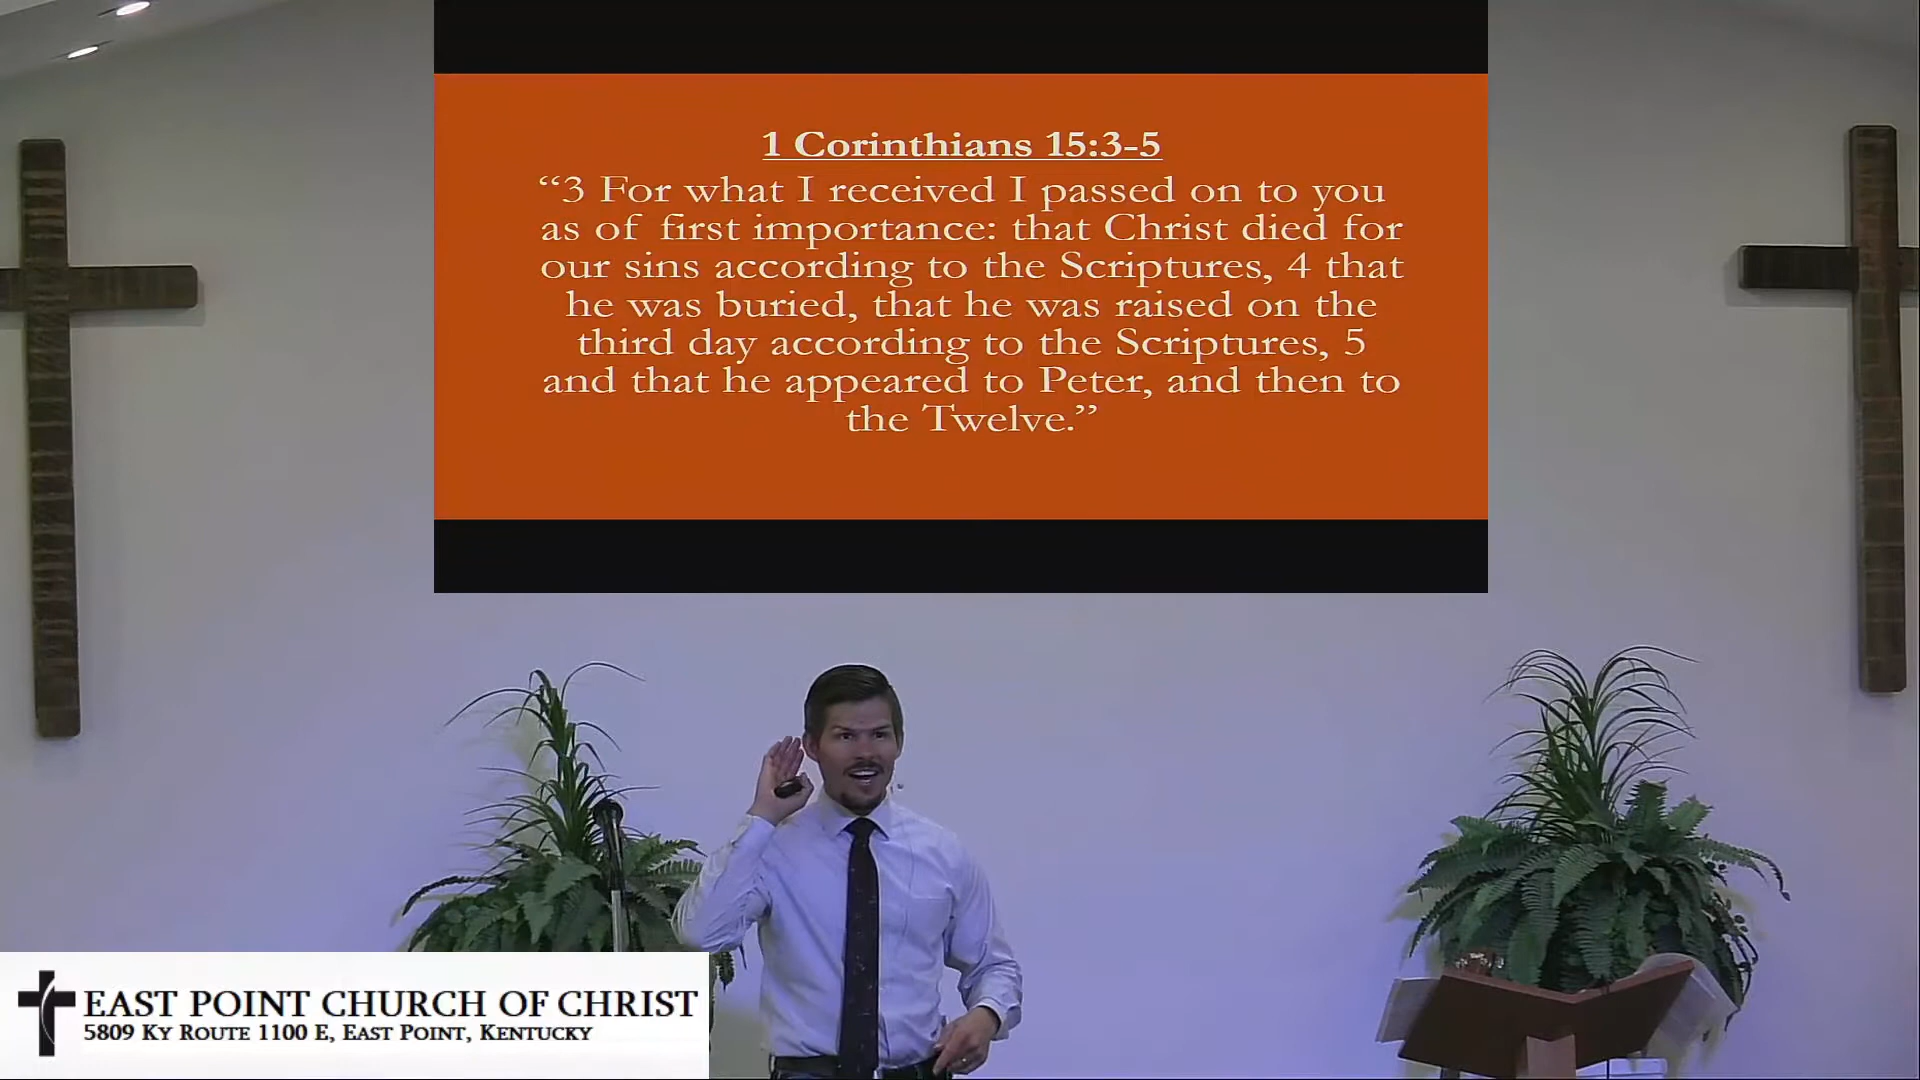 1 Corinthians 15:3-5
“3 For what I received I passed on to you
as of first importance: that Christ died for
our sins according to the Scriptures, 4 that
he was buried, that he was raised on the
third day according to the Scriptures, 5
and that he appeared to Peter, and then to
the Twelve.”
EAST POINT CHURCH OF CHRIST
5809 KY ROUTE 1100 E, EAST POINT, KENTUCKY